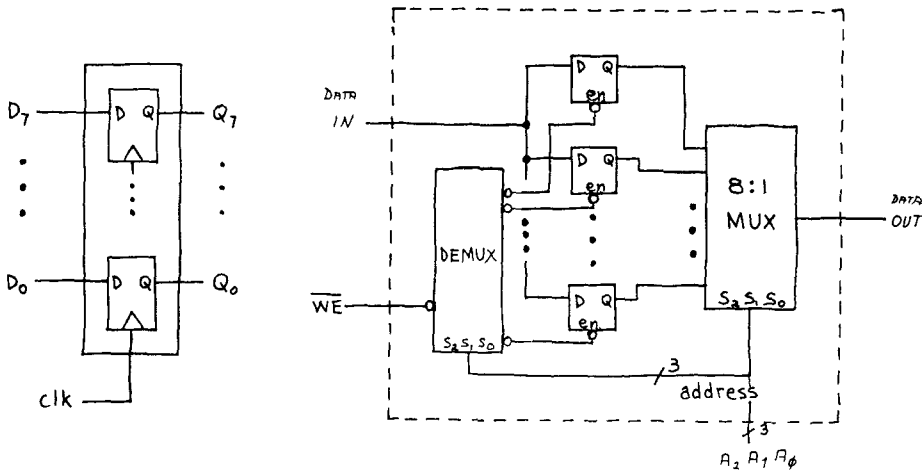 D7
D0
D Q
D Q
Q7
Q0
clk
DATA
IN
WE
DEMUX
S2 S1 S0
D Q
en
D Q
en
D Q
en
8:1
MUX
S2 S1 S0
DATA
OUT
3
address
3
A2 A1 A0